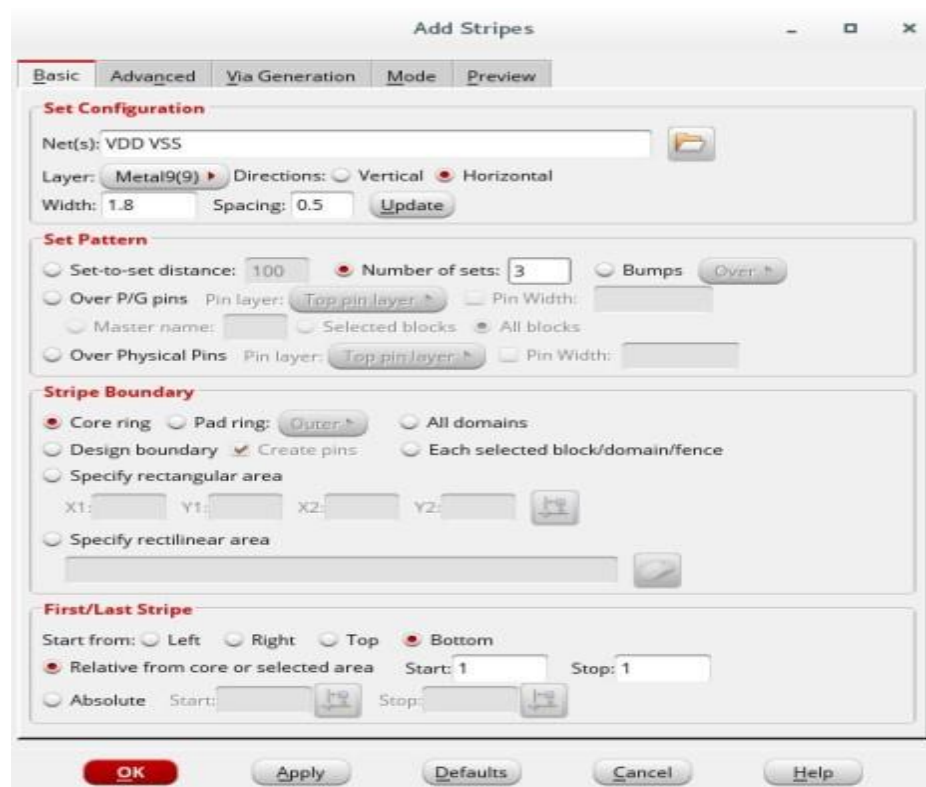 Add Stripes
Basic Advanced Via Generation Mode Preview
Set Configuration
Net(s): VDD VSS
Layer: Metal9(9) Directions: Vertical Horizontal
Width: 1.8 Spacing: 0.5 Update
Set Pattern
Set-to-set distance: 100 Number of sets: 3 Bumps Over
Over P/G pins Pin layer: Top pin layer Pin Width:
Master name: Selected blocks All blocks
Over Physical Pins Pin layer: Top pin layer Pin Width:
Stripe Boundary
Core ring Pad ring: Outer All domains
Design boundary Create pins Each selected block/domain/fence
Specify rectangular area
X1: Y1: X2: Y2:
Specify rectilinear area
First/Last Stripe
Start from: Left Right Top Bottom
Relative from core or selected area Start: 1 Stop: 1
Absolute Start: Stop:
OK Apply Defaults Cancel Help